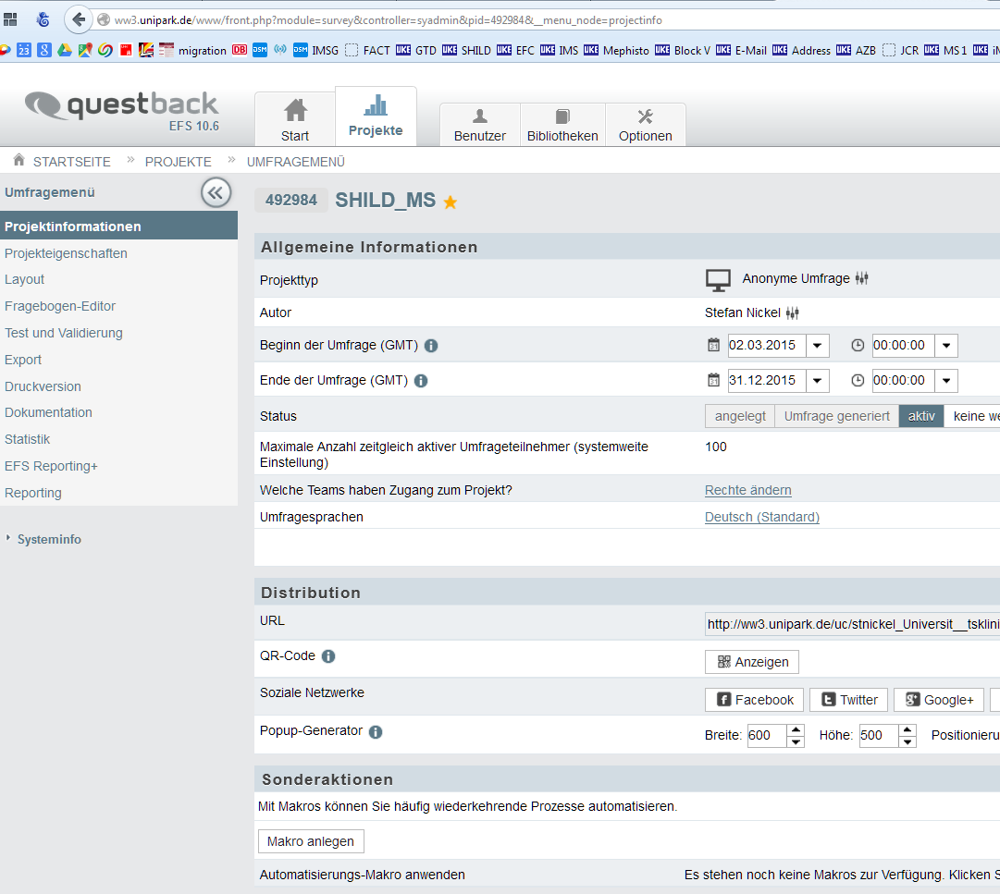 ww3.unipark.de/www/front.php?module=survey&controller=syadmin&pid=492984&__menu_node=projectinfo
23 8 migration DB DSM DSM IMSG FACT UKE GTD UKE SHILD UKE EFC UKE IMS UKE Mephisto UKE Block V UKE E-Mail UKE Address UKE AZB JCR UKE MS 1 UKE
questback
EFS 10.6
Start
Projekte
Benutzer
Bibliotheken
Optionen
STARTSEITE » PROJEKTE » UMFRAGEMENÜ
Umfragemenü
Projektinformationen
Projekteigenschaften
Layout
Fragebogen-Editor
Test und Validierung
Export
Druckversion
Dokumentation
Statistik
EFS Reporting+
Reporting
Systeminfo
492984 SHILD_MS
Allgemeine Informationen
Projekttyp Anonyme Umfrage
Autor Stefan Nickel
Beginn der Umfrage (GMT) 02.03.2015 00:00:00
Ende der Umfrage (GMT) 31.12.2015 00:00:00
Status angelegt Umfrage generiert aktiv keine we
Maximale Anzahl zeitgleich aktiver Umfrageteilnehmer (systemweite 100
Einstellung)
Welche Teams haben Zugang zum Projekt? Rechte ändern
Umfragesprachen Deutsch (Standard)
Distribution
URL http://ww3.unipark.de/uc/stnickel_Universit__tsklini
QR-Code Anzeigen
Soziale Netzwerke Facebook Twitter Google+
Popup-Generator Breite: 600 Höhe: 500 Positionieru
Sonderaktionen
Mit Makros können Sie häufig wiederkehrende Prozesse automatisieren.
Makro anlegen
Automatisierungs-Makro anwenden Es stehen noch keine Makros zur Verfügung. Klicken S